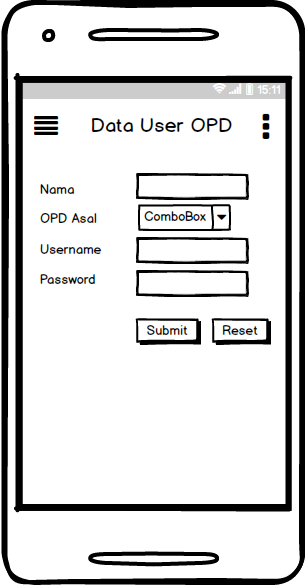 15:11
Data User OPD
Nama
OPD Asal ComboBox
Username
Password
Submit Reset